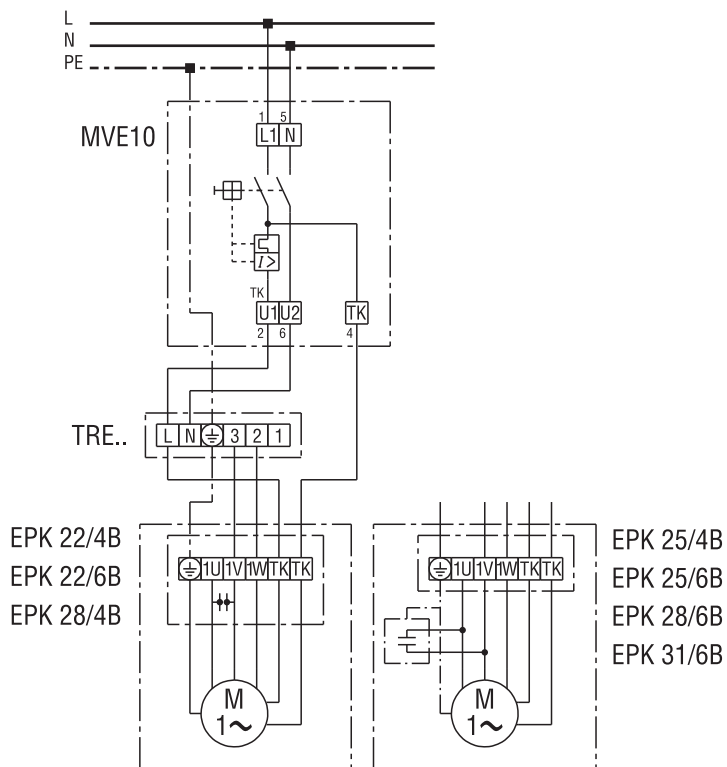 L
N
PE
MVE10
1 5
L1 N
I>
TK
U1 U2 TK
2 6 4
TRE..
L N 3 2 1
EPK 22/4B
EPK 22/6B
EPK 28/4B
1U 1V 1W TK TK
M
1~
1U 1V 1W TK TK
M
1~
EPK 25/4B
EPK 25/6B
EPK 28/6B
EPK 31/6B